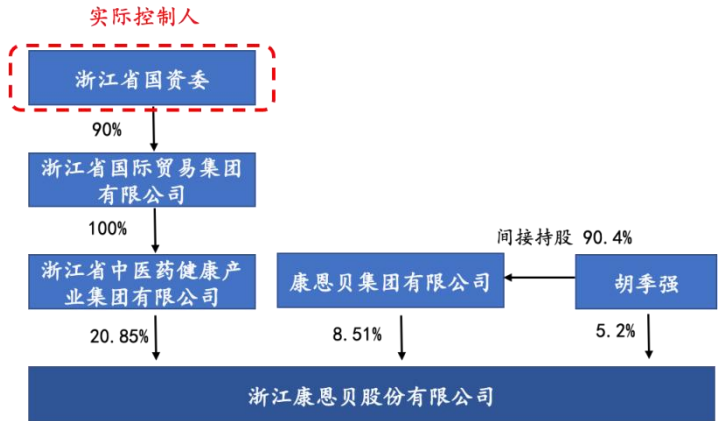 实际控制人
浙江省国资委
90%
浙江省国际贸易集团
有限公司
100%
间接持股 90.4%
浙江省中医药健康产
业集团有限公司
康恩贝集团有限公司
胡季强
20.85%
8.51%
5.2%
浙江康恩贝股份有限公司